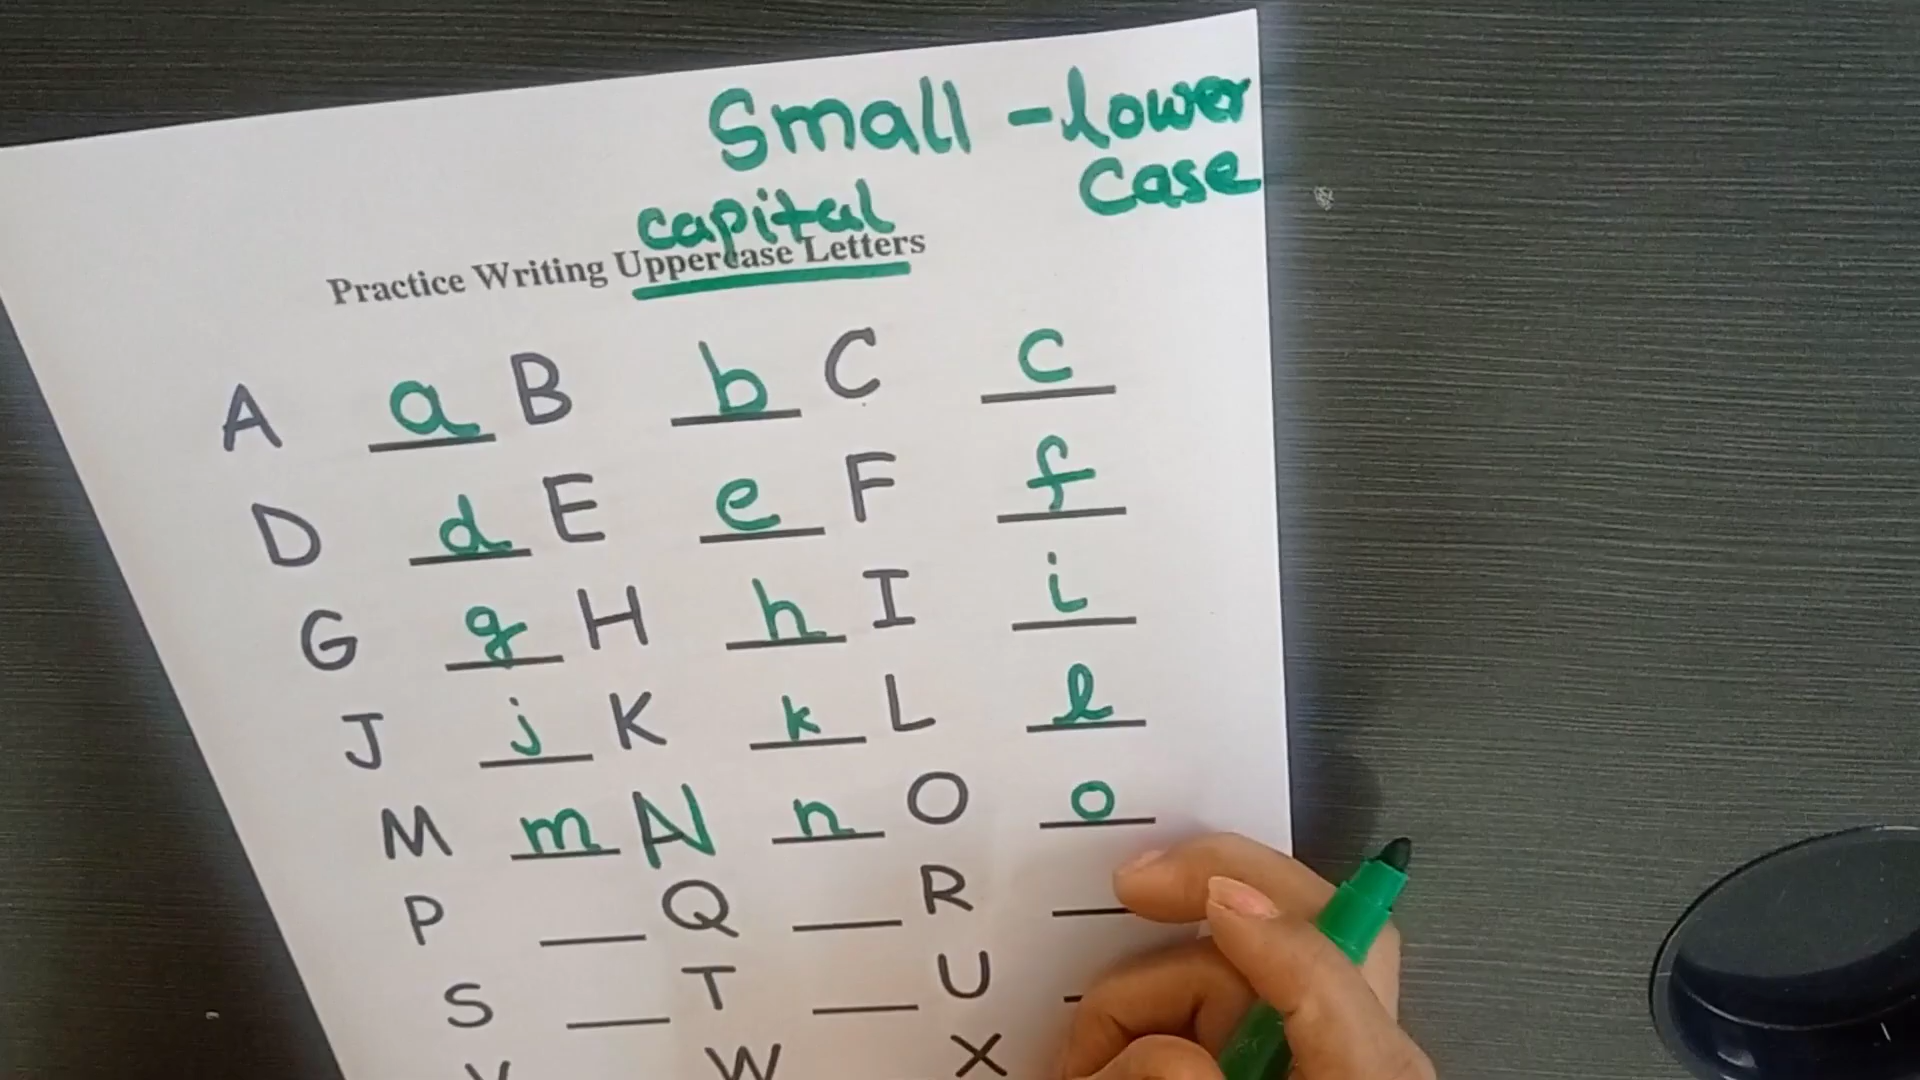 Small - lower
case
capital
Practice Writing Uppercase Letters
A a B b C c
D d E e F f
G g H h I i
J j K k L l
M m N n O o
P Q R
S T U
W X